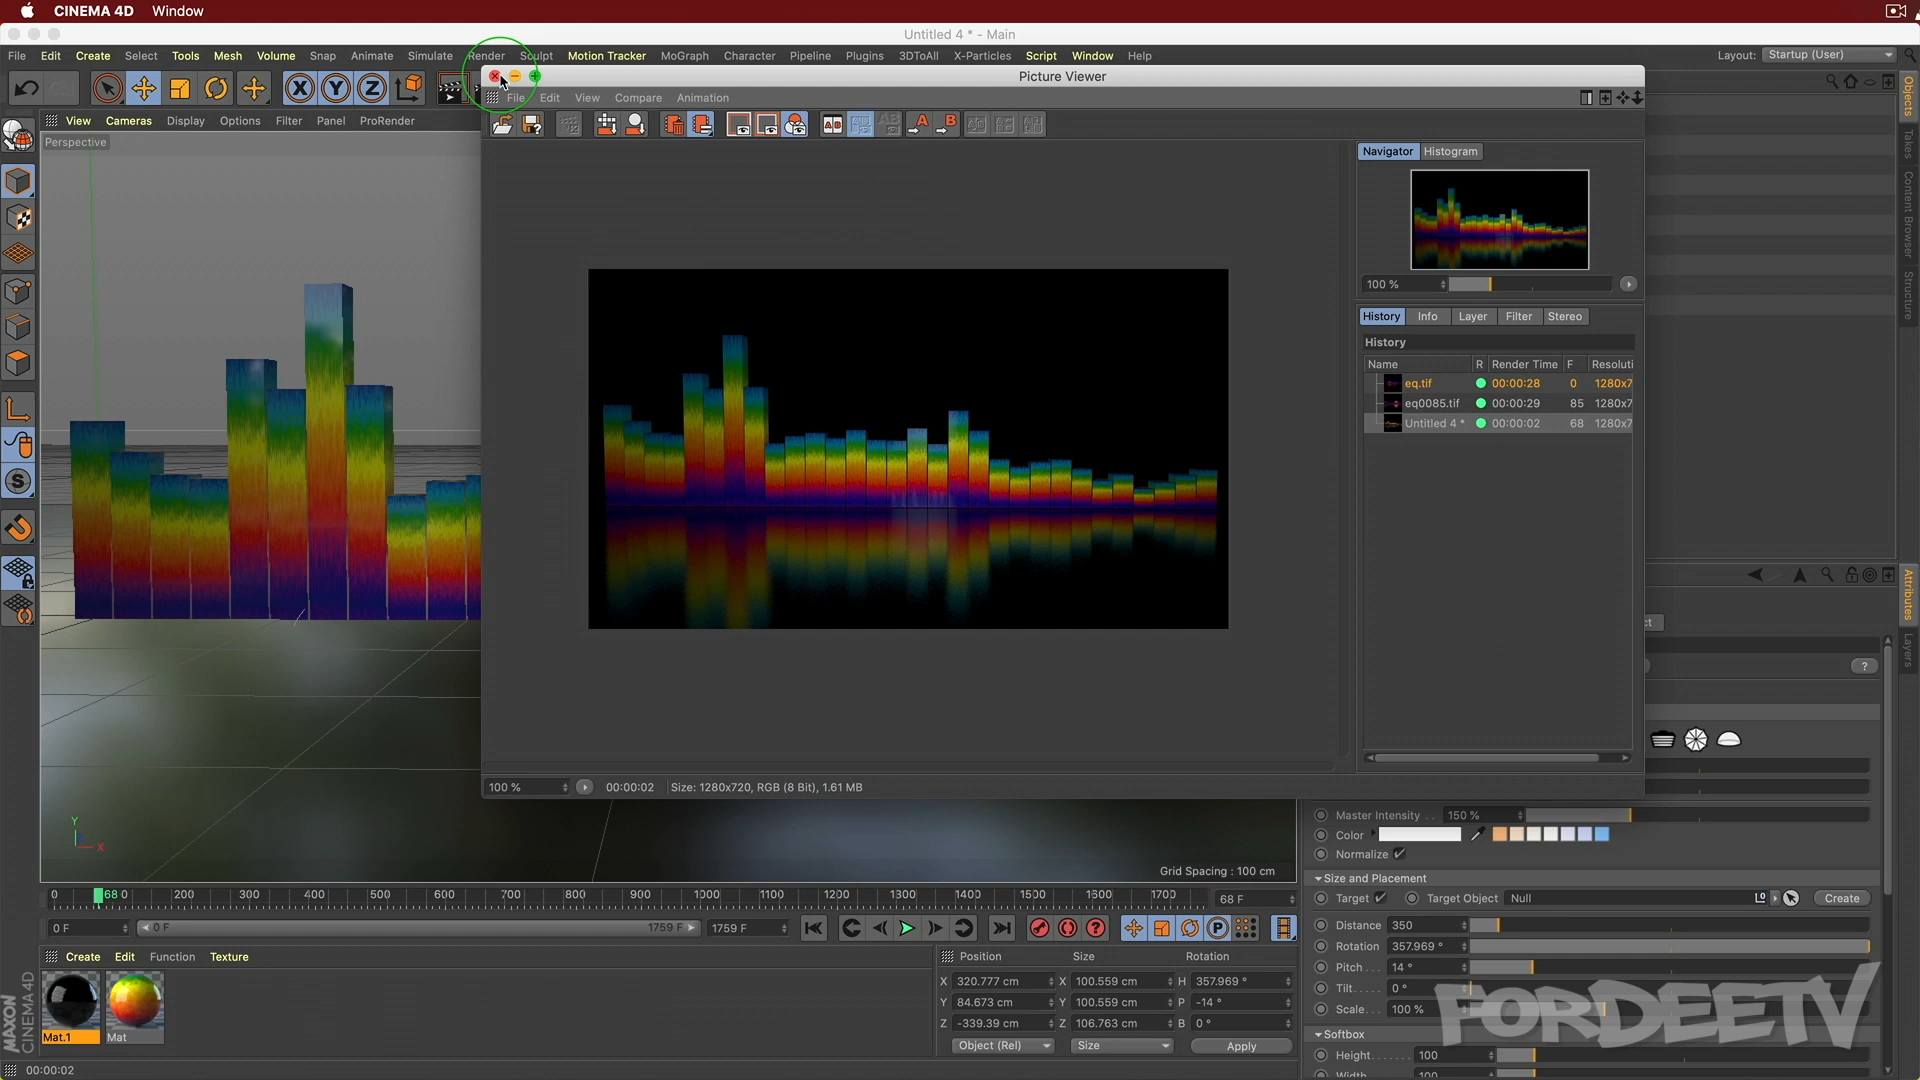 CINEMA 4D Window
Untitled 4 * - Main
File Edit Create Select Tools Mesh Volume Snap Animate Simulate Render Sculpt Motion Tracker MoGraph Character Pipeline Plugins 3DToAll X-Particles Script Window Help
Layout: Startup (User)
Picture Viewer
File Edit View Compare Animation
View Cameras Display Options Filter Panel ProRender
Perspective
Navigator Histogram
100 %
History Info Layer Filter Stereo
History
Name R Render Time F Resoluti
eq.tif 00:00:28 0 1280x7
eq0085.tif 00:00:29 85 1280x7
Untitled 4 * 00:00:02 68 1280x7
100 % 00:00:02 Size: 1280x720, RGB (8 Bit), 1.61 MB
Objects
Takes
Content Browser
Structure
Attributes
Layers
ct
?
Master Intensity . . 150 %
Color
Normalize
Size and Placement
Target Target Object Null Create
Distance 350
Rotation 357.969 °
Pitch . . . 14 °
Tilt . . . . . 0 °
Scale. . . 100 %
Softbox
Height. . . . . . . 100
Width 100
Y
X
Grid Spacing : 100 cm
0 68 0 200 300 400 500 600 700 800 900 1000 1100 1200 1300 1400 1500 1600 1700 68 F
0 F 0 F 1759 F 1759 F
Create Edit Function Texture
Mat.1 Mat
Position Size Rotation
X 320.777 cm X 100.559 cm H 357.969 °
Y 84.673 cm Y 100.559 cm P -14 °
Z -339.39 cm Z 106.763 cm B 0 °
Object (Rel) Size Apply
MAXON
CINEMA 4D
00:00:02
FORDEETV